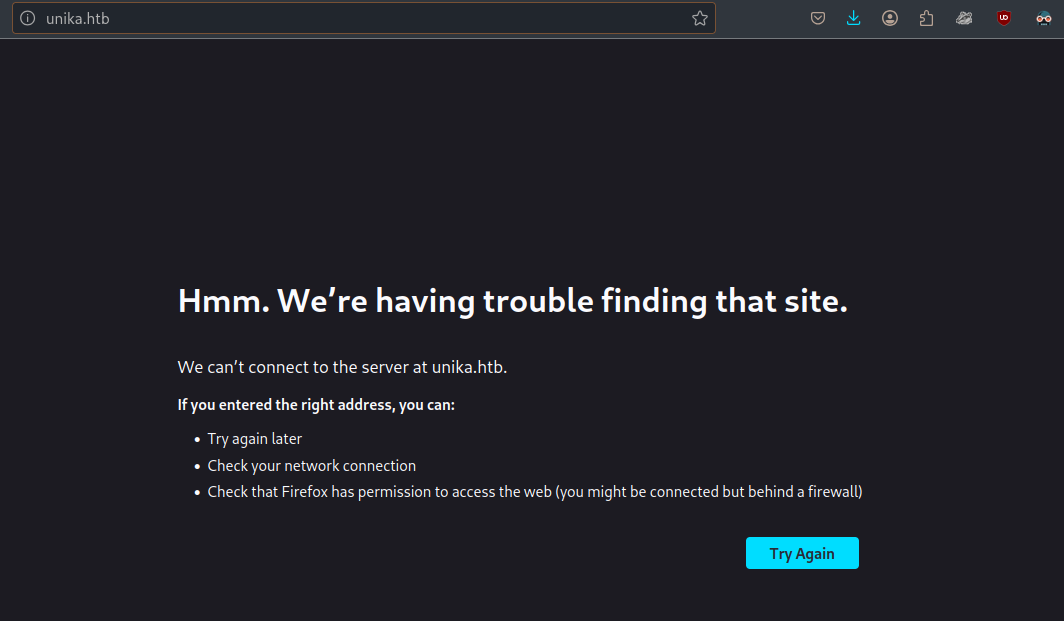 unika.htb
Hmm. We’re having trouble finding that site.
We can’t connect to the server at unika.htb.
If you entered the right address, you can:
• Try again later
• Check your network connection
• Check that Firefox has permission to access the web (you might be connected but behind a firewall)
Try Again